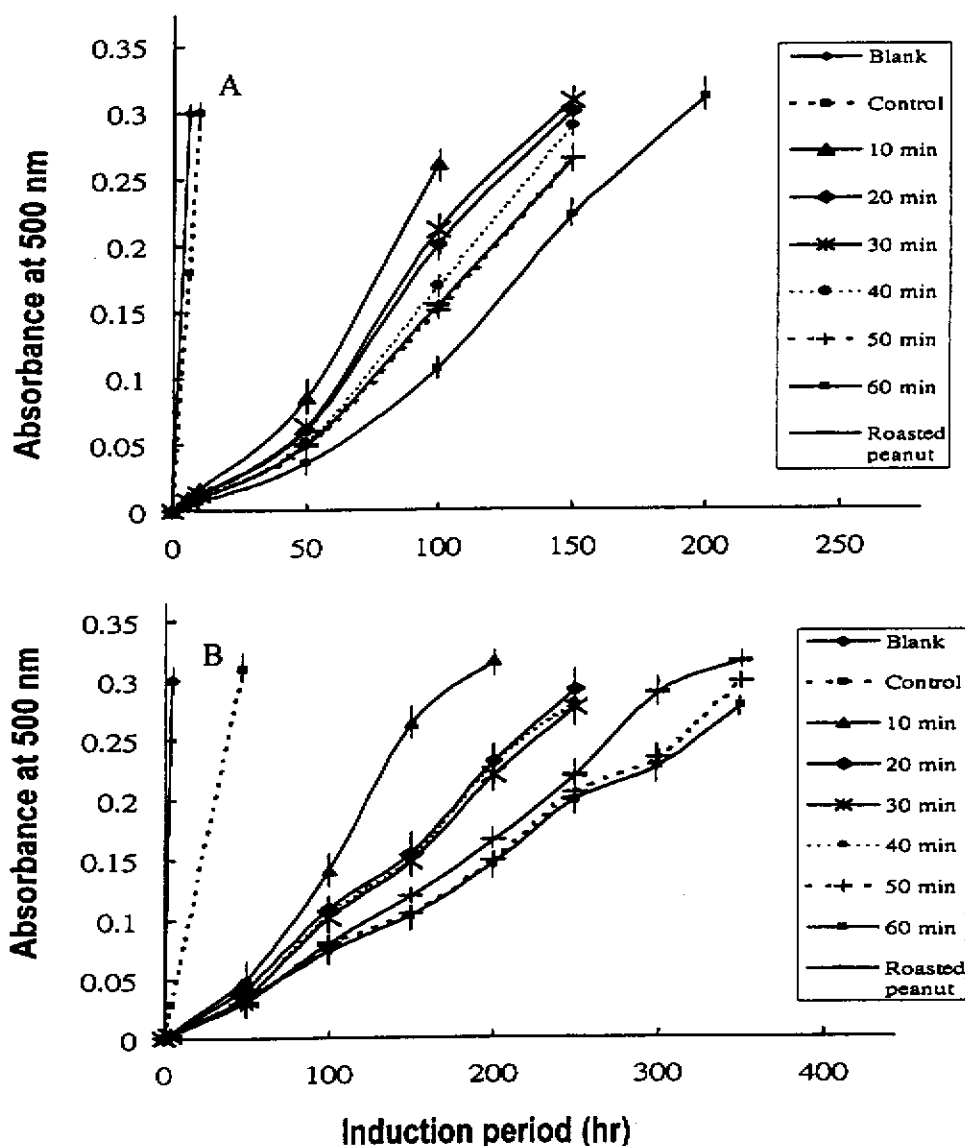 0.35
0.3
0.25
0.2
0.15
0.1
0.05
0
A
Absorbance at 500 nm
0 50 100 150 200 250
Blank
Control
10 min
20 min
30 min
40 min
50 min
60 min
Roasted
peanut
0.35
0.3
0.25
0.2
0.15
0.1
0.05
0
B
Absorbance at 500 nm
0 100 200 300 400
Blank
Control
10 min
20 min
30 min
40 min
50 min
60 min
Roasted
peanut
Induction period (hr)